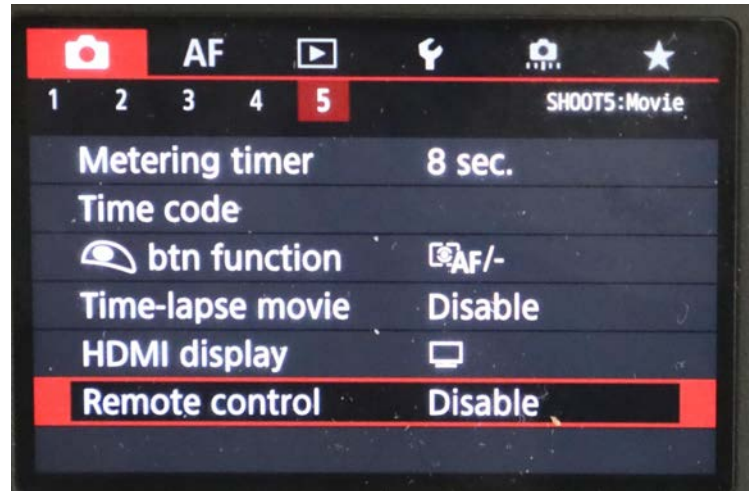 AF
1 2 3 4 5 SHOOT5:Movie
Metering timer 8 sec.
Time code
btn function AF/-
Time-lapse movie Disable
HDMI display
Remote control Disable